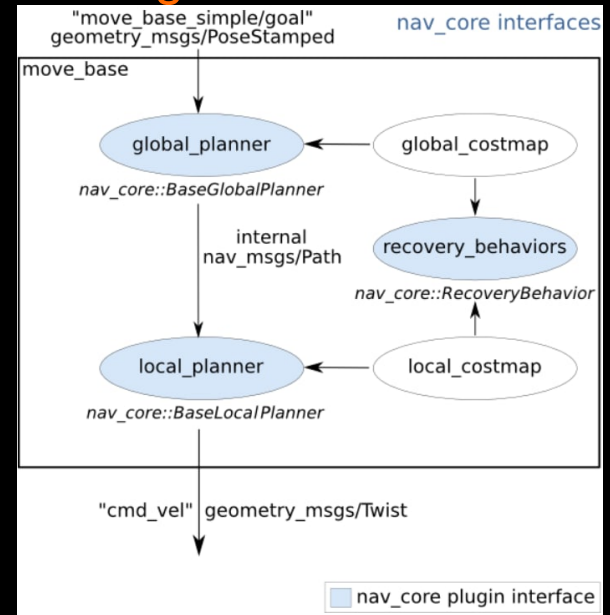 "move_base_simple/goal"
geometry_msgs/PoseStamped
nav_core interfaces
move_base
global_planner
global_costmap
nav_core::BaseGlobalPlanner
internal
nav_msgs/Path
recovery_behaviors
nav_core::RecoveryBehavior
local_planner
local_costmap
nav_core::BaseLocalPlanner
"cmd_vel" geometry_msgs/Twist
nav_core plugin interface